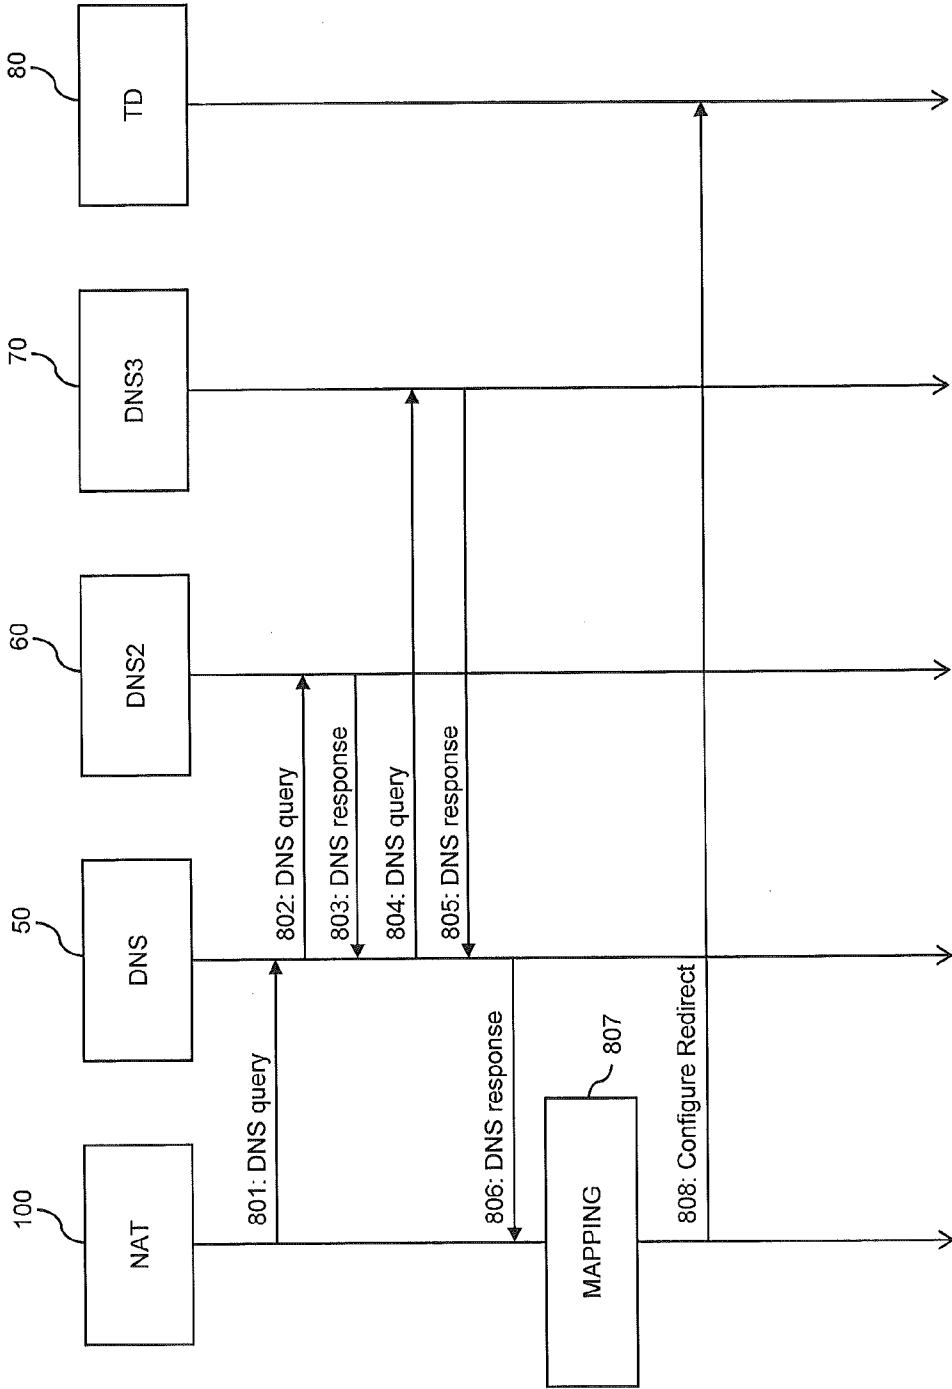 100
50
60
70
80
NAT
DNS
DNS2
DNS3
TD
801: DNS query
802: DNS query
803: DNS response
804: DNS query
805: DNS response
806: DNS response
MAPPING
807
808: Configure Redirect